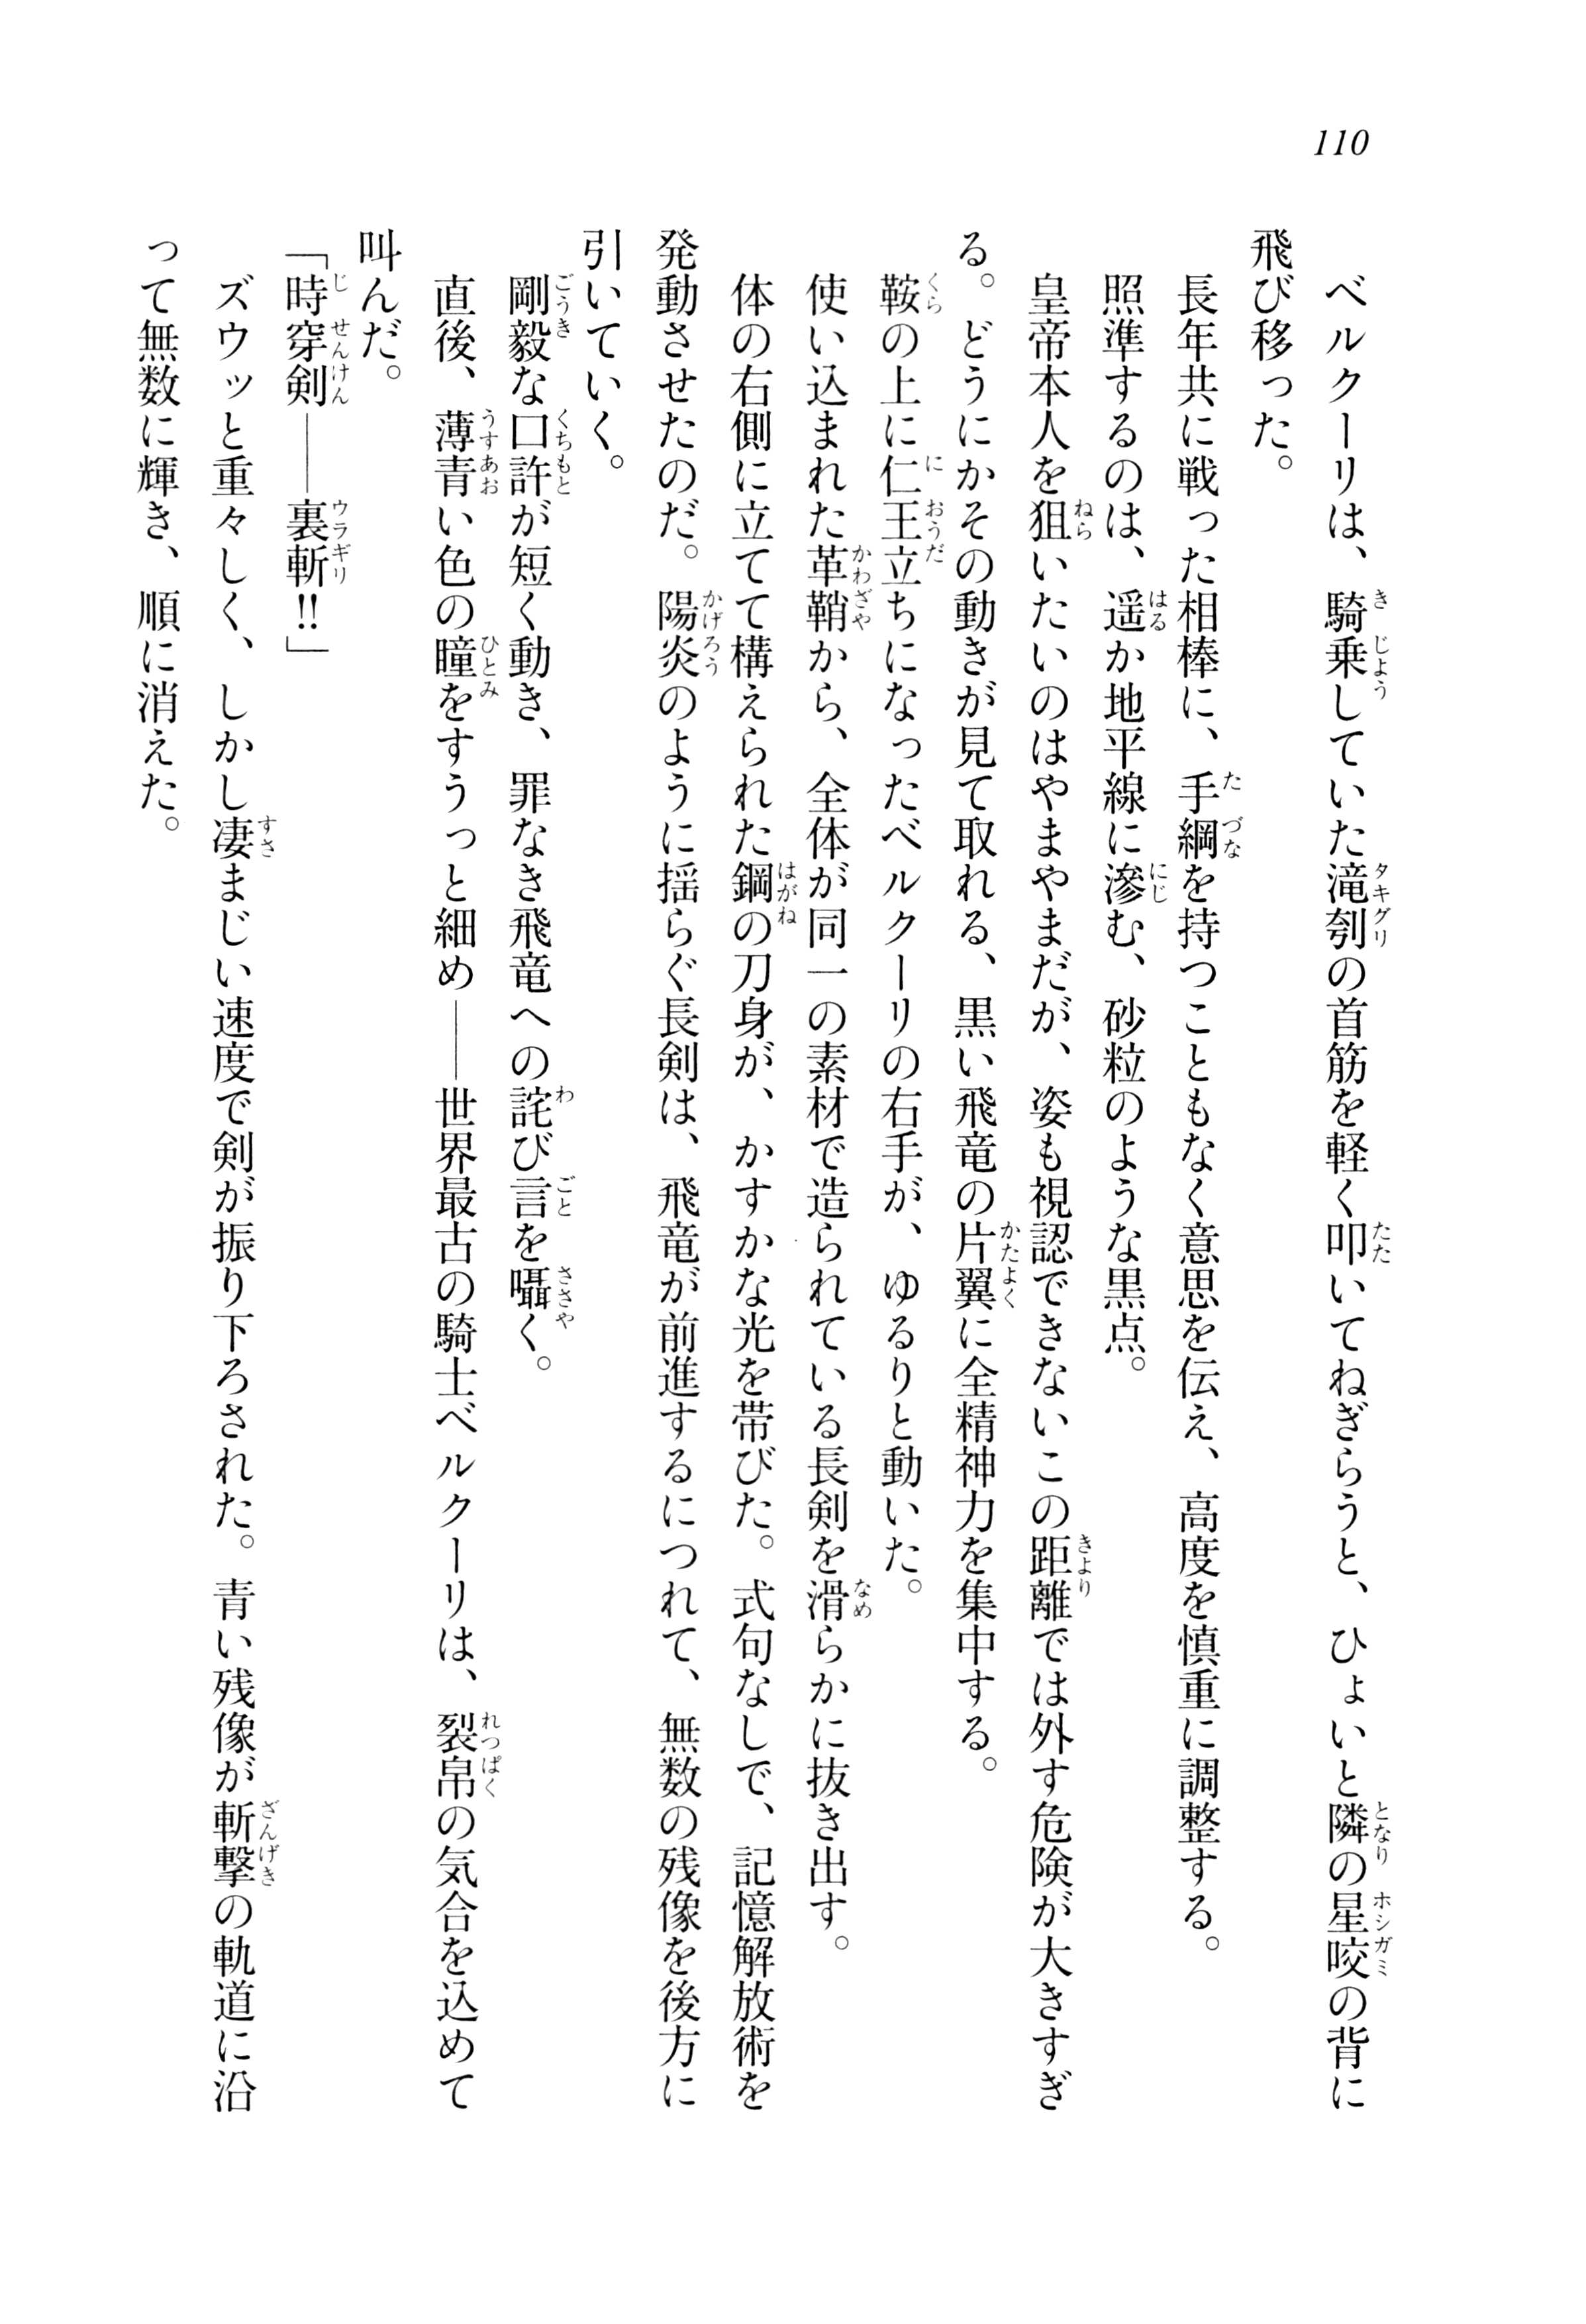 110
　ベルクーリは、騎乗していた滝刳の首筋を軽く叩いてねぎらうと、ひょいと隣の星咬の背に
飛び移った。
　長年共に戦った相棒に、手綱を持つこともなく意思を伝え、高度を慎重に調整する。
　照準するのは、遥か地平線に滲む、砂粒のような黒点。
　皇帝本人を狙いたいのはやまやまだが、姿も視認できないこの距離では外す危険が大きすぎ
る。どうにかその動きが見て取れる、黒い飛竜の片翼に全精神力を集中する。
　鞍の上に仁王立ちになったベルクーリの右手が、ゆるりと動いた。
　使い込まれた革鞘から、全体が同一の素材で造られている長剣を滑らかに抜き出す。
　体の右側に立てて構えられた鋼の刀身が、かすかな光を帯びた。式句なしで、記憶解放術を
発動させたのだ。陽炎のように揺らぐ長剣は、飛竜が前進するにつれて、無数の残像を後方に
引いていく。
　剛毅な口許が短く動き、罪なき飛竜への詫び言を囁く。
　直後、薄青い色の瞳をすうっと細め――世界最古の騎士ベルクーリは、裂帛の気合を込めて
叫んだ。
「時穿剣――裏斬!!」
　ズウッと重々しく、しかし凄まじい速度で剣が振り下ろされた。青い残像が斬撃の軌道に沿
って無数に輝き、順に消えた。